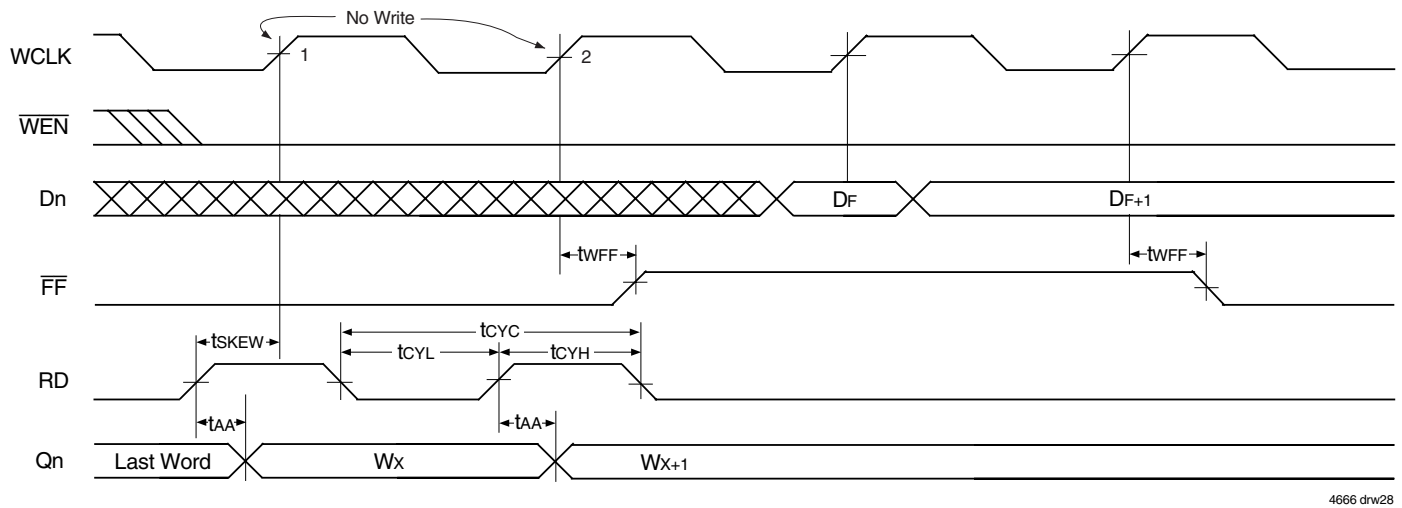 No Write
WCLK 1 2
WEN
Dn DF DF+1
tWFF tWFF
FF
tCYC
tSKEW tCYL tCYH
RD
tAA tAA
Qn Last Word WX WX+1
4666 drw28